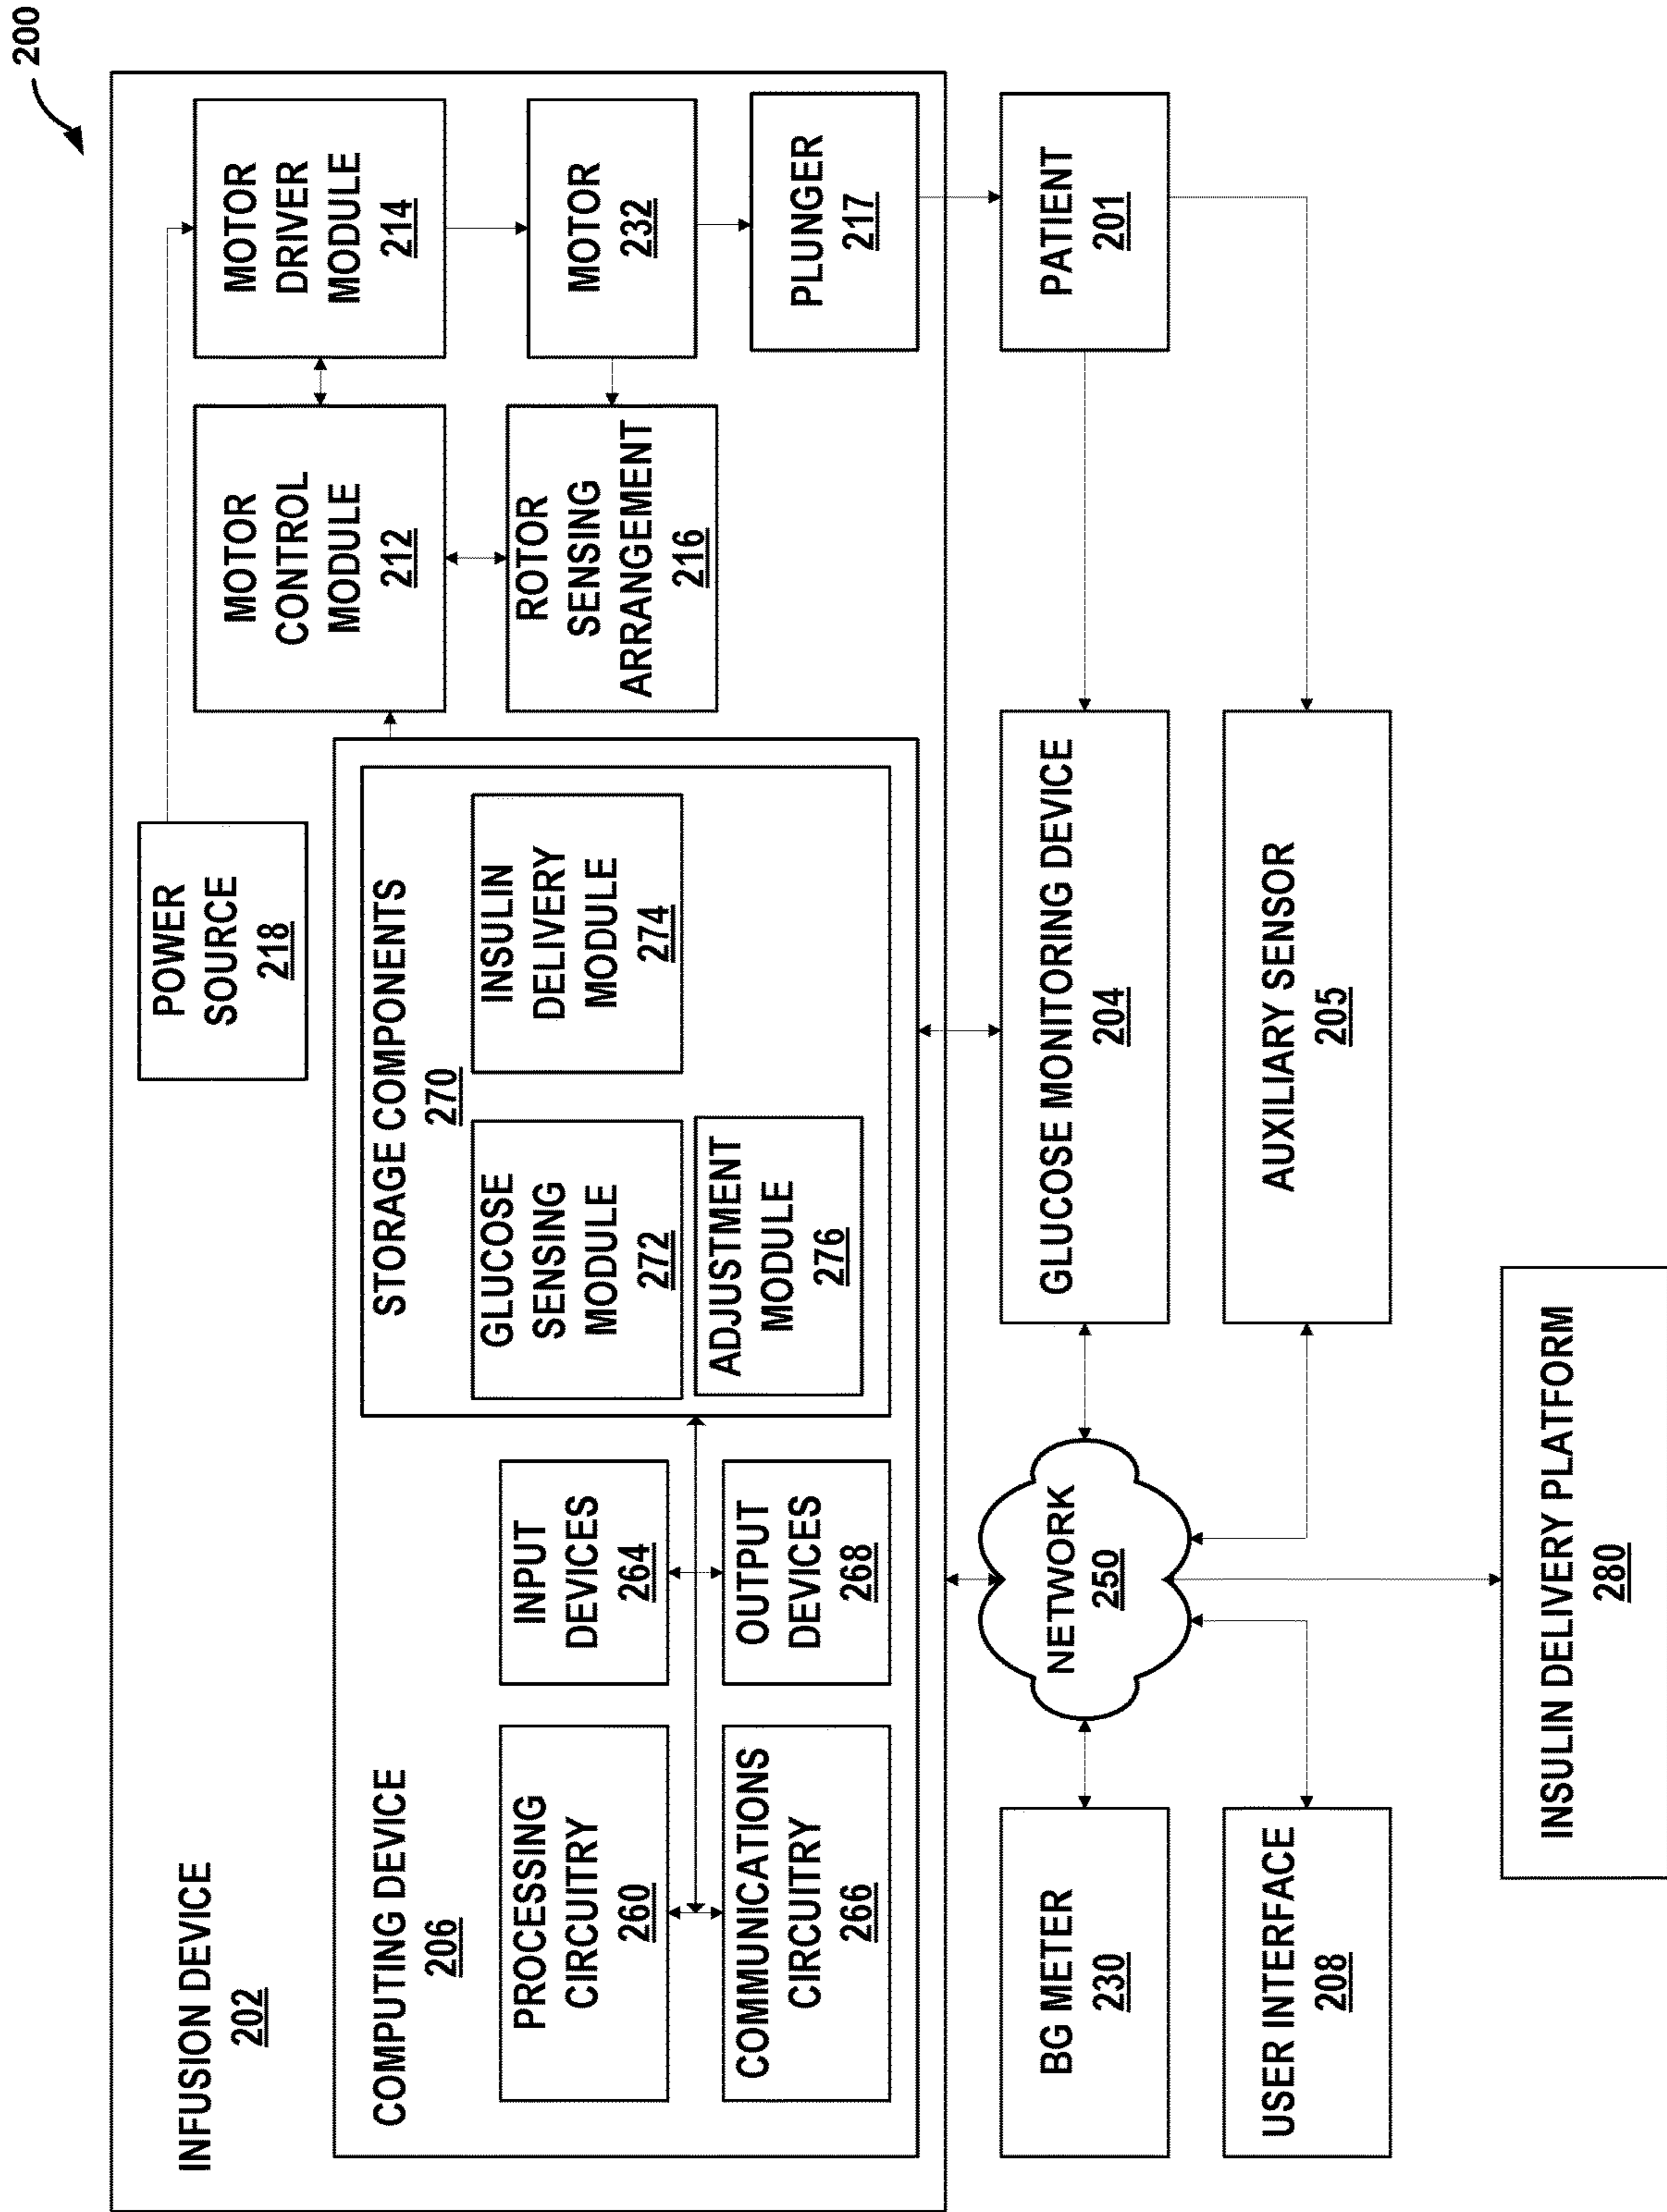 200
INFUSION DEVICE
202
POWER
SOURCE
218
MOTOR
DRIVER
MODULE
214
MOTOR
CONTROL
MODULE
212
MOTOR
232
ROTOR
SENSING
ARRANGEMENT
216
PLUNGER
217
COMPUTING DEVICE
206
PROCESSING
CIRCUITRY
260
INPUT
DEVICES
264
COMMUNICATIONS
CIRCUITRY
266
OUTPUT
DEVICES
268
STORAGE COMPONENTS
270
GLUCOSE
SENSING
MODULE
272
INSULIN
DELIVERY
MODULE
274
ADJUSTMENT
MODULE
276
BG METER
230
NETWORK
250
GLUCOSE MONITORING DEVICE
204
PATIENT
201
USER INTERFACE
208
AUXILIARY SENSOR
205
INSULIN DELIVERY PLATFORM
280